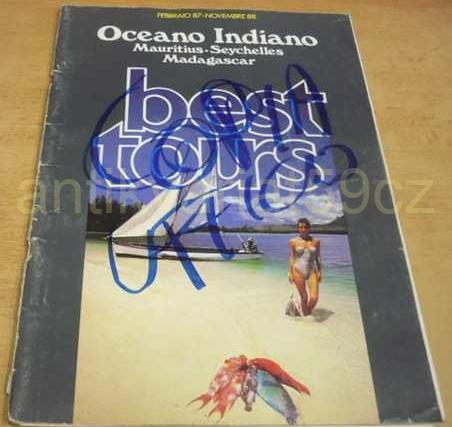 FEBBRAIO 87-NOVEMBRE 88
Oceano Indiano
Mauritius·Seychelles
Madagascar
best
tours